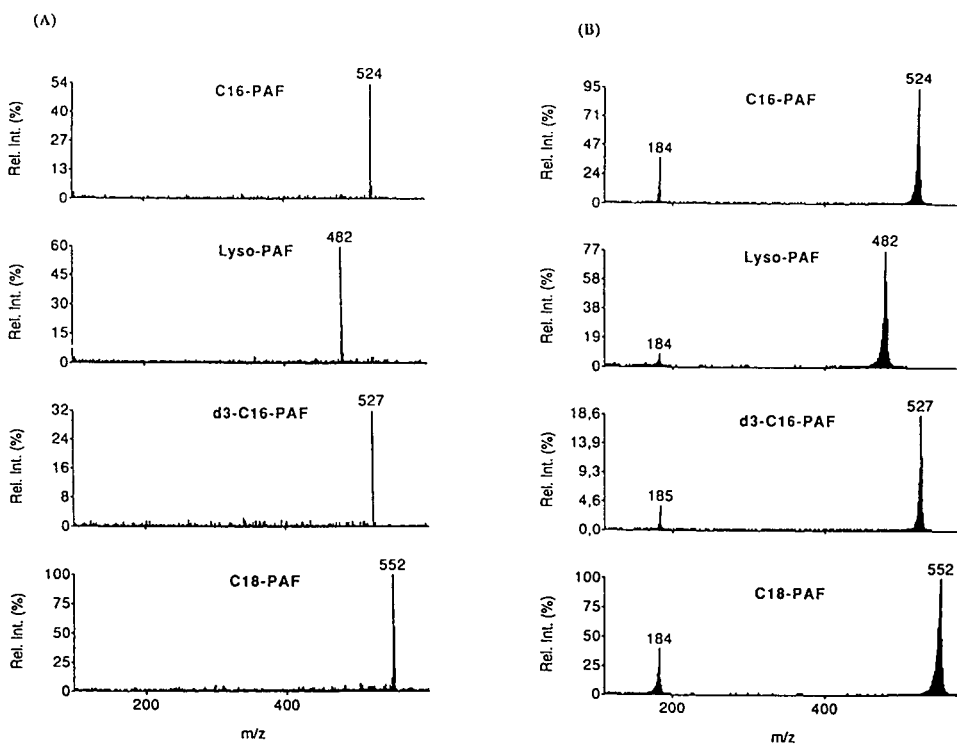 (A)
524
C16-PAF
Rel. Int. (%)
54
40
27
13
0
482
Lyso-PAF
Rel. Int. (%)
60
45
30
15
0
527
d3-C16-PAF
Rel. Int. (%)
32
24
16
8
0
552
C18-PAF
Rel. Int. (%)
100
75
50
25
0
200
400
m/z
(B)
524
C16-PAF
184
Rel. Int. (%)
95
71
47
24
0
482
Lyso-PAF
184
Rel. Int. (%)
77
58
38
19
0
527
d3-C16-PAF
185
Rel. Int. (%)
18,6
13,9
9,3
4,6
0,0
552
C18-PAF
184
Rel. Int. (%)
100
75
50
25
0
200
400
m/z